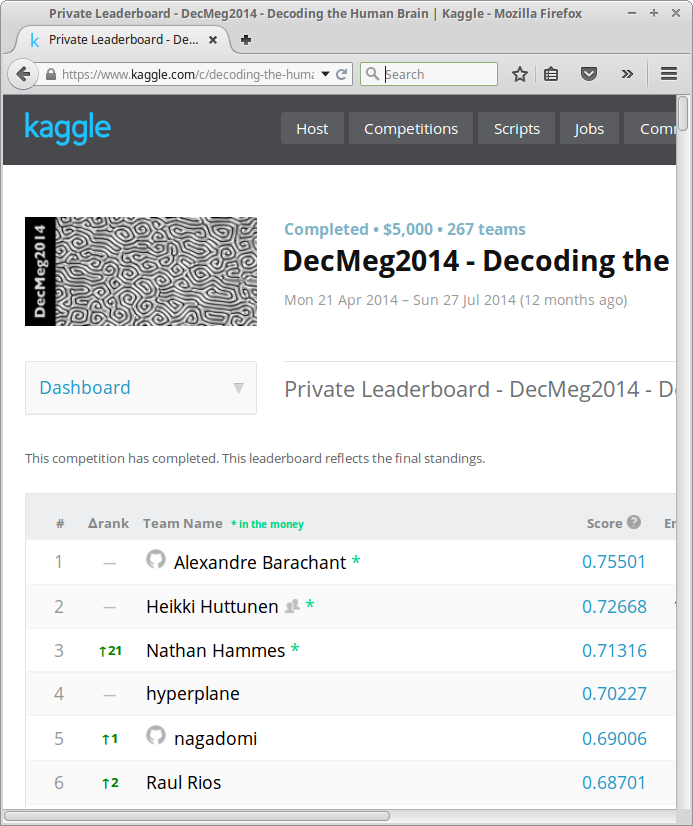 Private Leaderboard - DecMeg2014 - Decoding the Human Brain | Kaggle - Mozilla Firefox
Private Leaderboard - De...
https://www.kaggle.com/c/decoding-the-huma
Search
kaggle
Host
Competitions
Scripts
Jobs
Comm
DecMeg2014
Completed • $5,000 • 267 teams
DecMeg2014 - Decoding the
Mon 21 Apr 2014 – Sun 27 Jul 2014 (12 months ago)
Dashboard
Private Leaderboard - DecMeg2014 - De
This competition has completed. This leaderboard reflects the final standings.
# Δrank Team Name * in the money Score ? En
1 — Alexandre Barachant * 0.75501
2 — Heikki Huttunen * 0.72668
3 ↑21 Nathan Hammes * 0.71316
4 — hyperplane 0.70227
5 ↑1 nagadomi 0.69006
6 ↑2 Raul Rios 0.68701